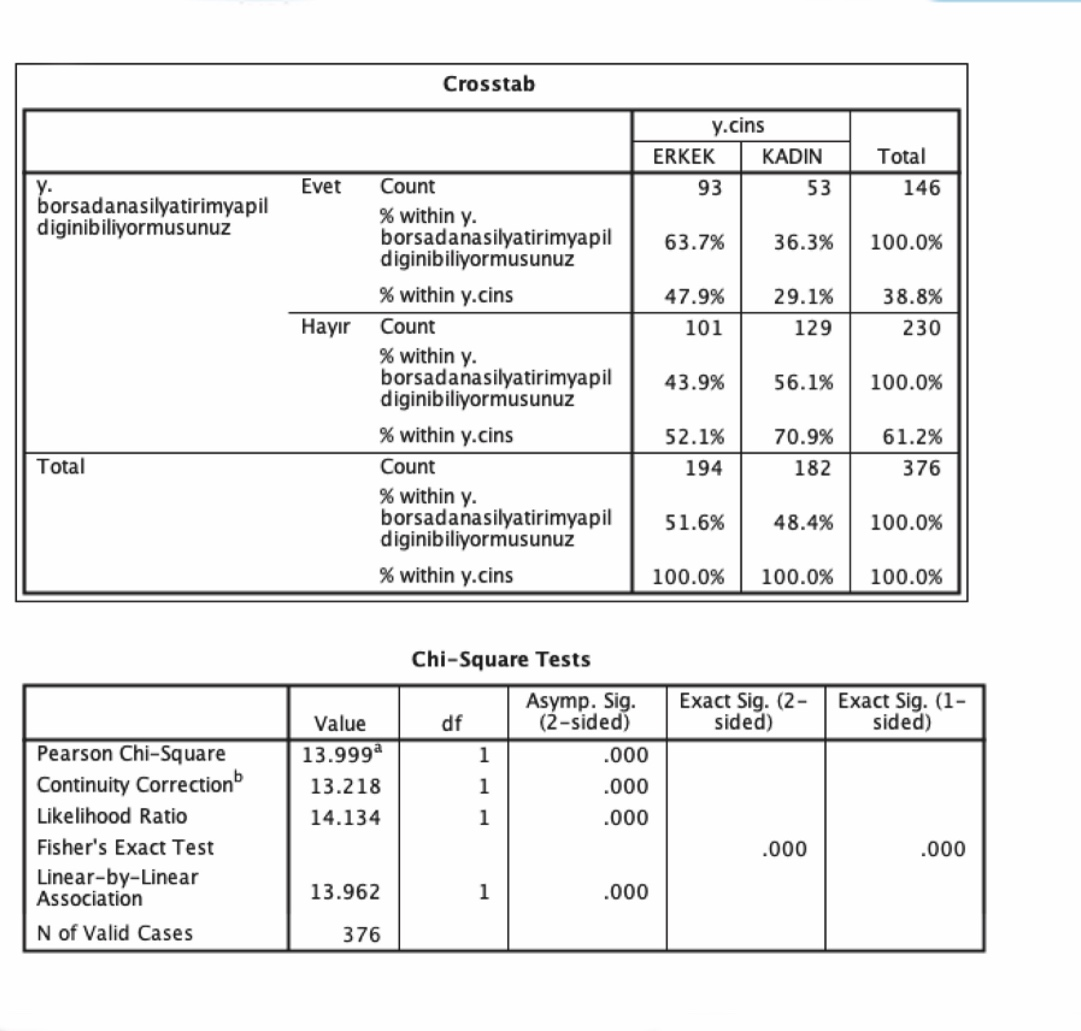 Crosstab
y.cins
ERKEK KADIN Total
y. Evet Count 93 53 146
borsadanasilyatirimyapil
diginibiliyormusunuz
% within y.
borsadanasilyatirimyapil 63.7% 36.3% 100.0%
diginibiliyormusunuz
% within y.cins 47.9% 29.1% 38.8%
Hayır Count 101 129 230
% within y.
borsadanasilyatirimyapil 43.9% 56.1% 100.0%
diginibiliyormusunuz
% within y.cins 52.1% 70.9% 61.2%
Total Count 194 182 376
% within y.
borsadanasilyatirimyapil 51.6% 48.4% 100.0%
diginibiliyormusunuz
% within y.cins 100.0% 100.0% 100.0%
Chi-Square Tests
Value df Asymp. Sig. (2-sided) Exact Sig. (2-sided) Exact Sig. (1-sided)
Pearson Chi-Square 13.999a 1 .000
Continuity Correctionb 13.218 1 .000
Likelihood Ratio 14.134 1 .000
Fisher's Exact Test .000 .000
Linear-by-Linear
Association 13.962 1 .000
N of Valid Cases 376